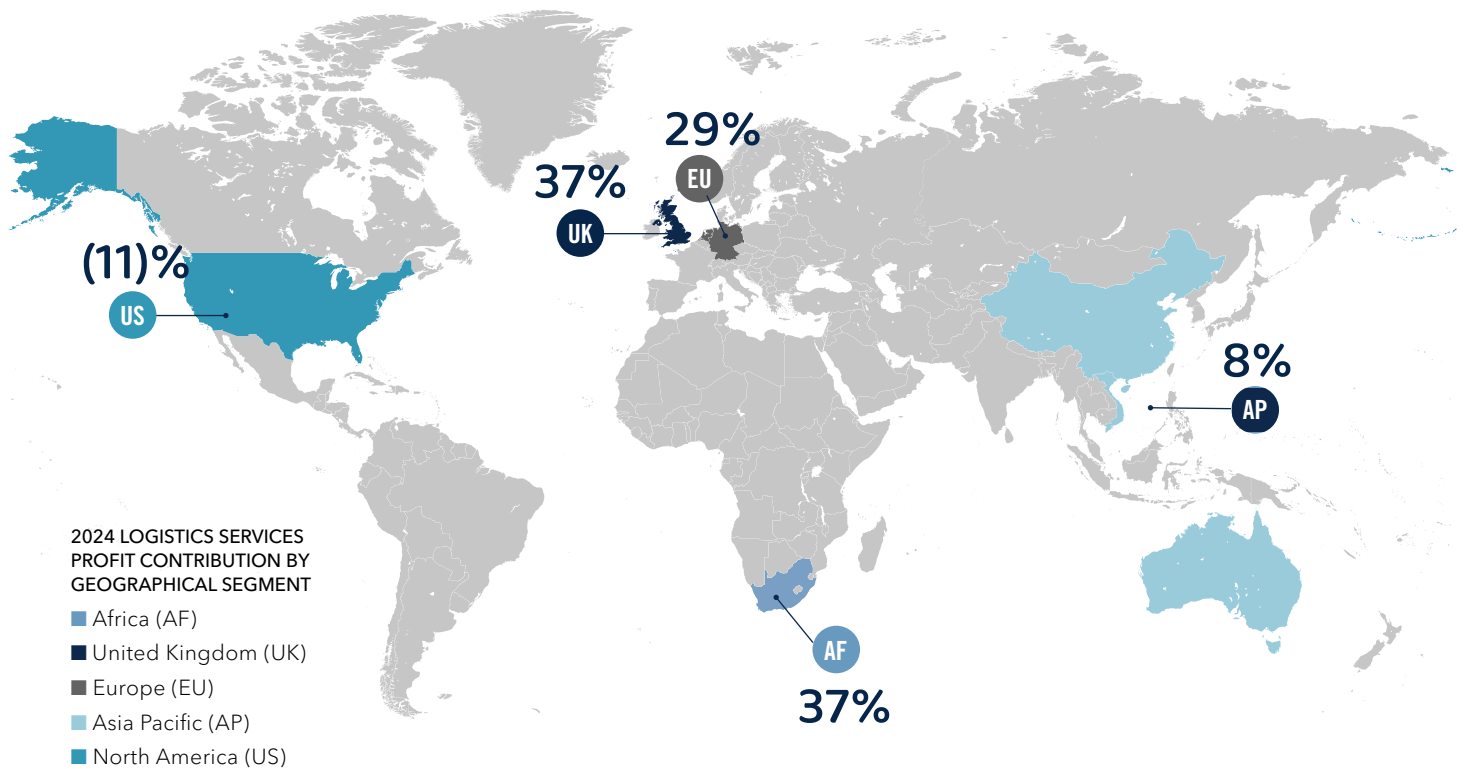 29%
EU
37%
UK
(11)%
US
8%
AP
2024 LOGISTICS SERVICES
PROFIT CONTRIBUTION BY
GEOGRAPHICAL SEGMENT
Africa (AF)
United Kingdom (UK)
Europe (EU)
Asia Pacific (AP)
North America (US)
AF
37%